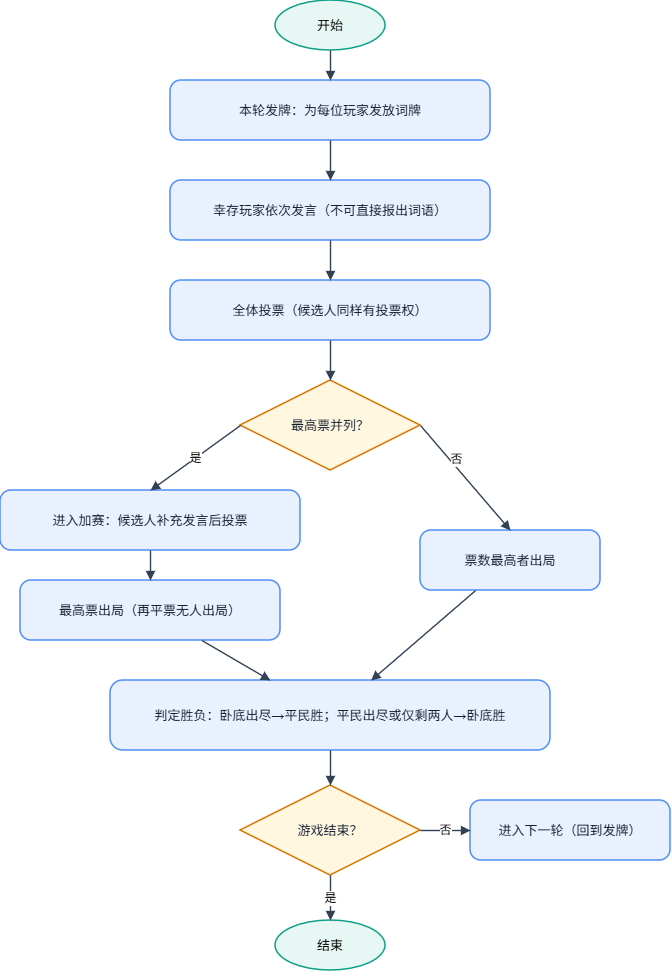 开始
本轮发牌：为每位玩家发放词牌
幸存玩家依次发言（不可直接报出词语）
全体投票（候选人同样有投票权）
最高票并列？
是
否
进入加赛：候选人补充发言后投票
票数最高者出局
最高票出局（再平票无人出局）
判定胜负：卧底出尽→平民胜；平民出尽或仅剩两人→卧底胜
游戏结束？
否
进入下一轮（回到发牌）
是
结束